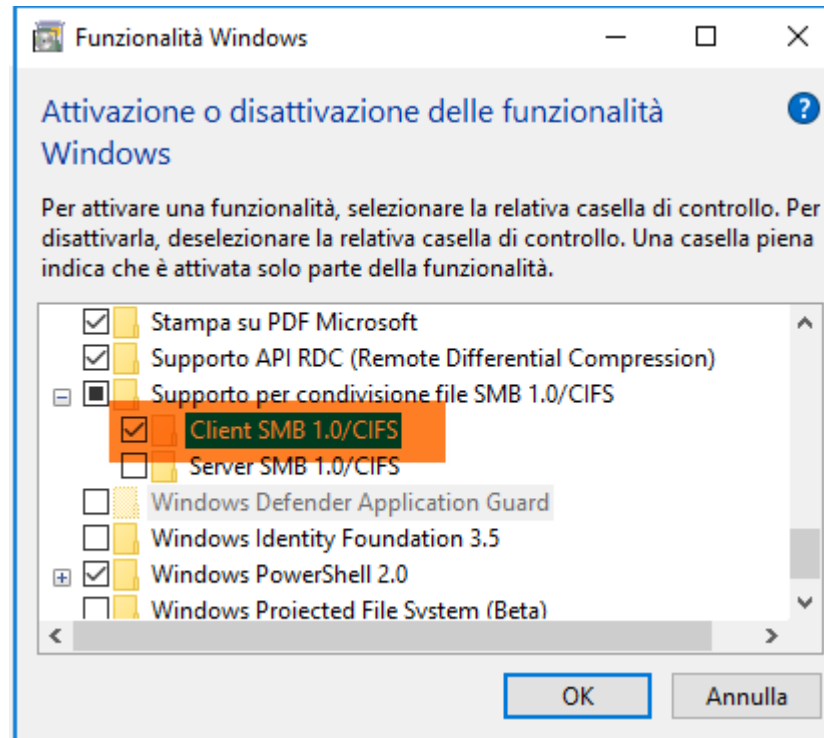 Funzionalità Windows
Attivazione o disattivazione delle funzionalità
Windows
Per attivare una funzionalità, selezionare la relativa casella di controllo. Per
disattivarla, deselezionare la relativa casella di controllo. Una casella piena
indica che è attivata solo parte della funzionalità.
Stampa su PDF Microsoft
Supporto API RDC (Remote Differential Compression)
Supporto per condivisione file SMB 1.0/CIFS
Client SMB 1.0/CIFS
Server SMB 1.0/CIFS
Windows Defender Application Guard
Windows Identity Foundation 3.5
Windows PowerShell 2.0
Windows Projected File System (Beta)
OK Annulla